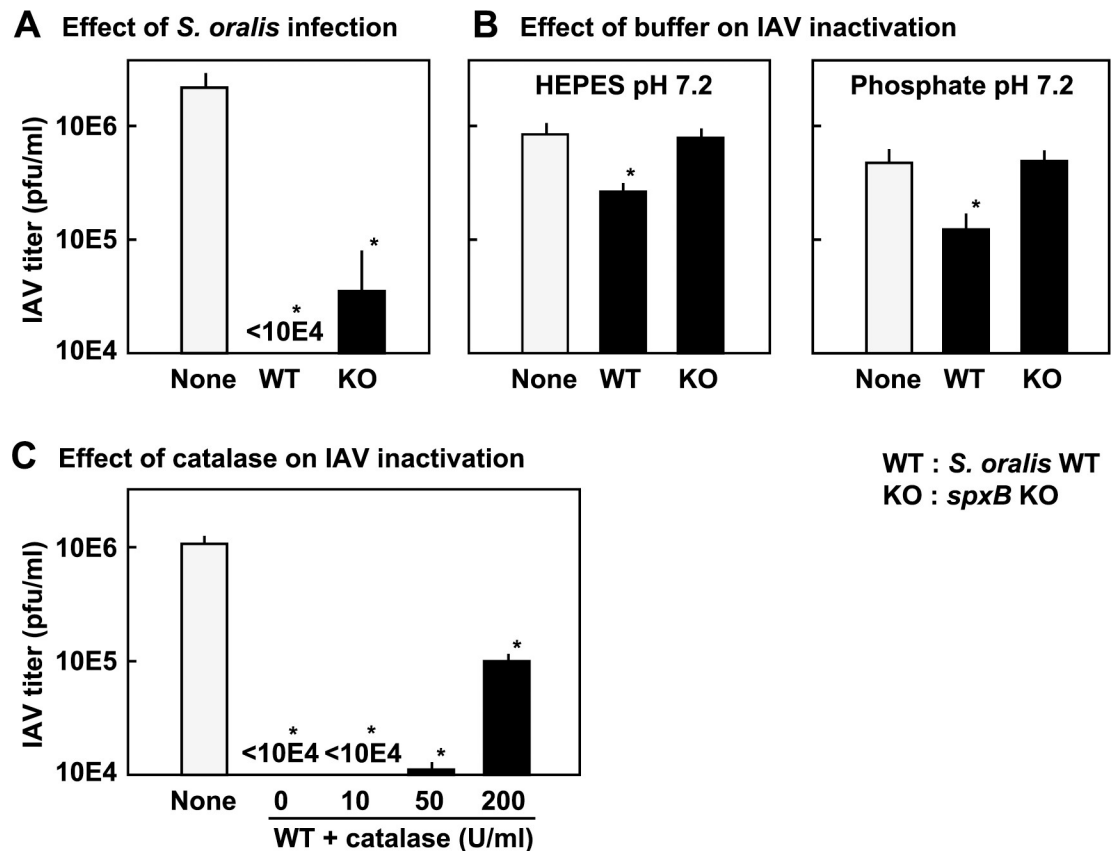 A Effect of S. oralis infection
IAV titer (pfu/ml)
10E6
10E5
10E4
<10E4
*
*
None WT KO
B Effect of buffer on IAV inactivation
HEPES pH 7.2
*
None WT KO
Phosphate pH 7.2
*
None WT KO
C Effect of catalase on IAV inactivation
IAV titer (pfu/ml)
10E6
10E5
10E4
* * * *
<10E4 <10E4
None 0 10 50 200
WT + catalase (U/ml)
WT : S. oralis WT
KO : spxB KO